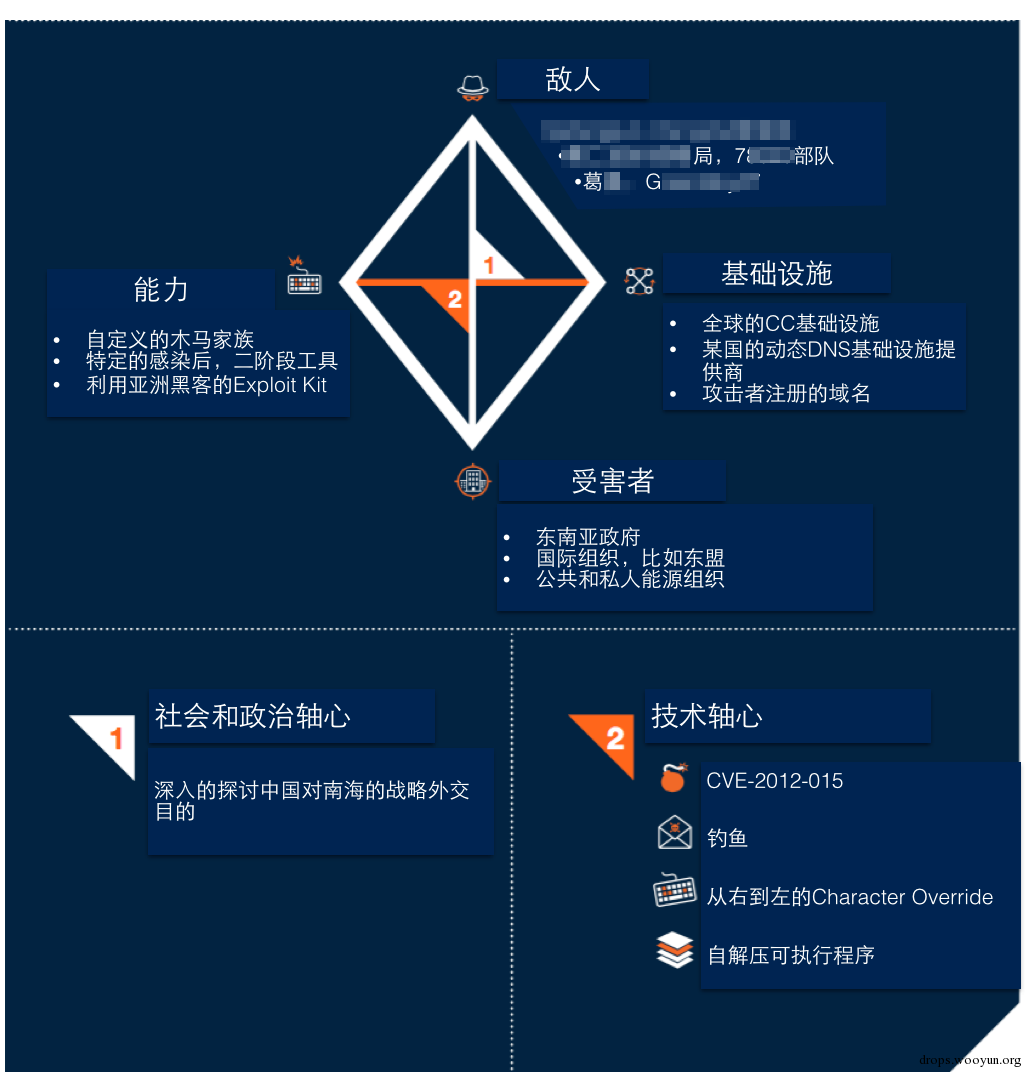 敌人
局，78 部队
•葛 G
能力
• 自定义的木马家族
• 特定的感染后，二阶段工具
• 利用亚洲黑客的Exploit Kit
1
2
基础设施
• 全球的CC基础设施
• 某国的动态DNS基础设施提
供商
• 攻击者注册的域名
受害者
• 东南亚政府
• 国际组织，比如东盟
• 公共和私人能源组织
1
社会和政治轴心
深入的探讨中国对南海的战略外交
目的
2
技术轴心
CVE-2012-015
钓鱼
从右到左的Character Override
自解压可执行程序
drops.wooyun.org